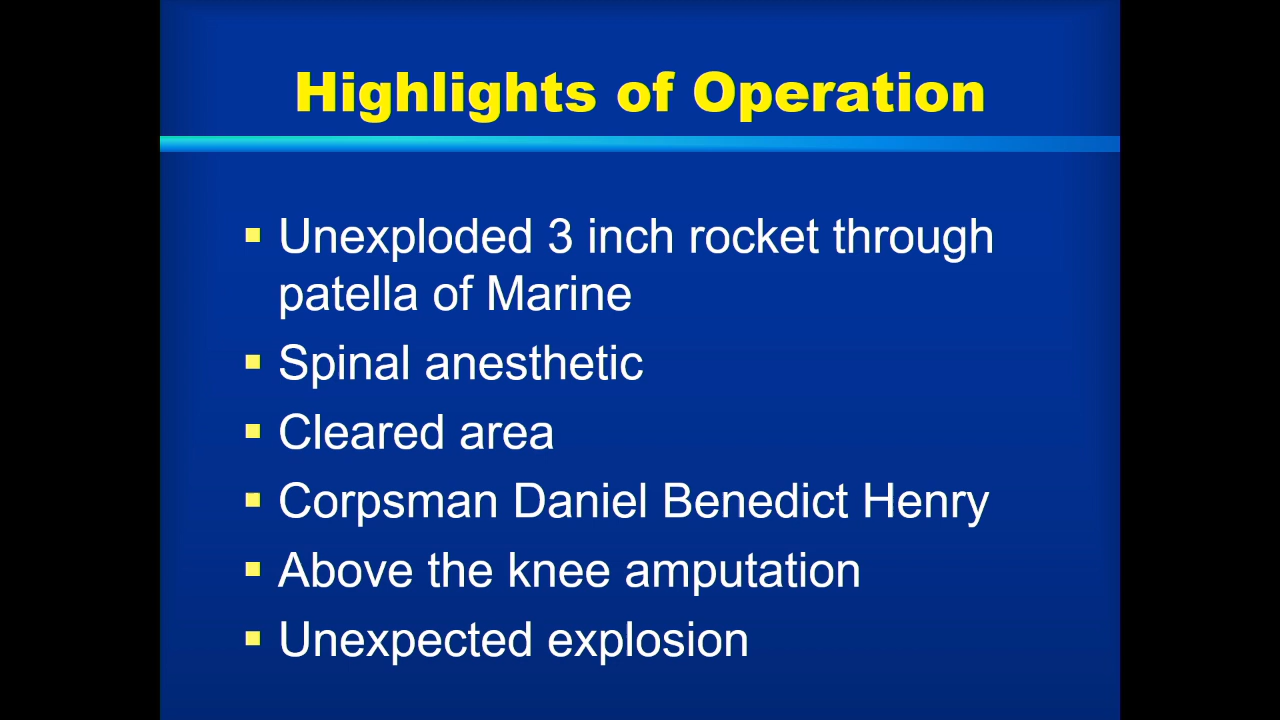 Highlights of Operation
▪ Unexploded 3 inch rocket through
patella of Marine
▪ Spinal anesthetic
▪ Cleared area
▪ Corpsman Daniel Benedict Henry
▪ Above the knee amputation
▪ Unexpected explosion